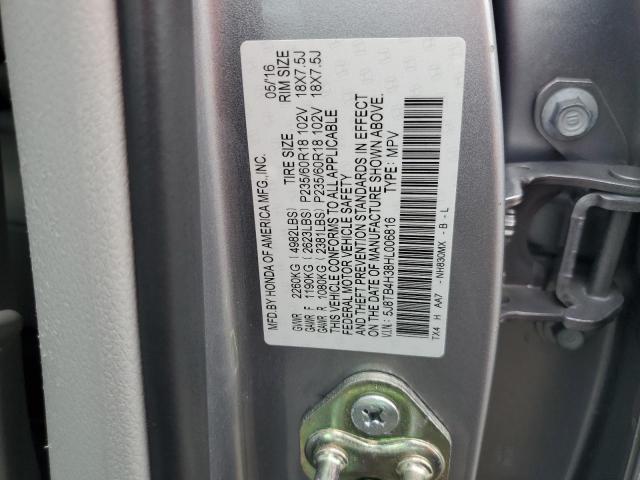 MFD.BY HONDA OF AMERICA MFG., INC. 05/'16
TIRE SIZE RIM SIZE
GVWR 2260KG (4982LBS)
GAWR F 1190KG (2623LBS) P235/60R18 102V 18X7.5J
GAWR R 1080KG (2381LBS) P235/60R18 102V 18X7.5J
THIS VEHICLE CONFORMS TO ALL APPLICABLE
FEDERAL MOTOR VEHICLE SAFETY
AND THEFT PREVENTION STANDARDS IN EFFECT
ON THE DATE OF MANUFACTURE SHOWN ABOVE.
V.I.N.: 5J8TB4H38HL006816 TYPE: MPV
TX4 H AA7 - NH830MX - B - L